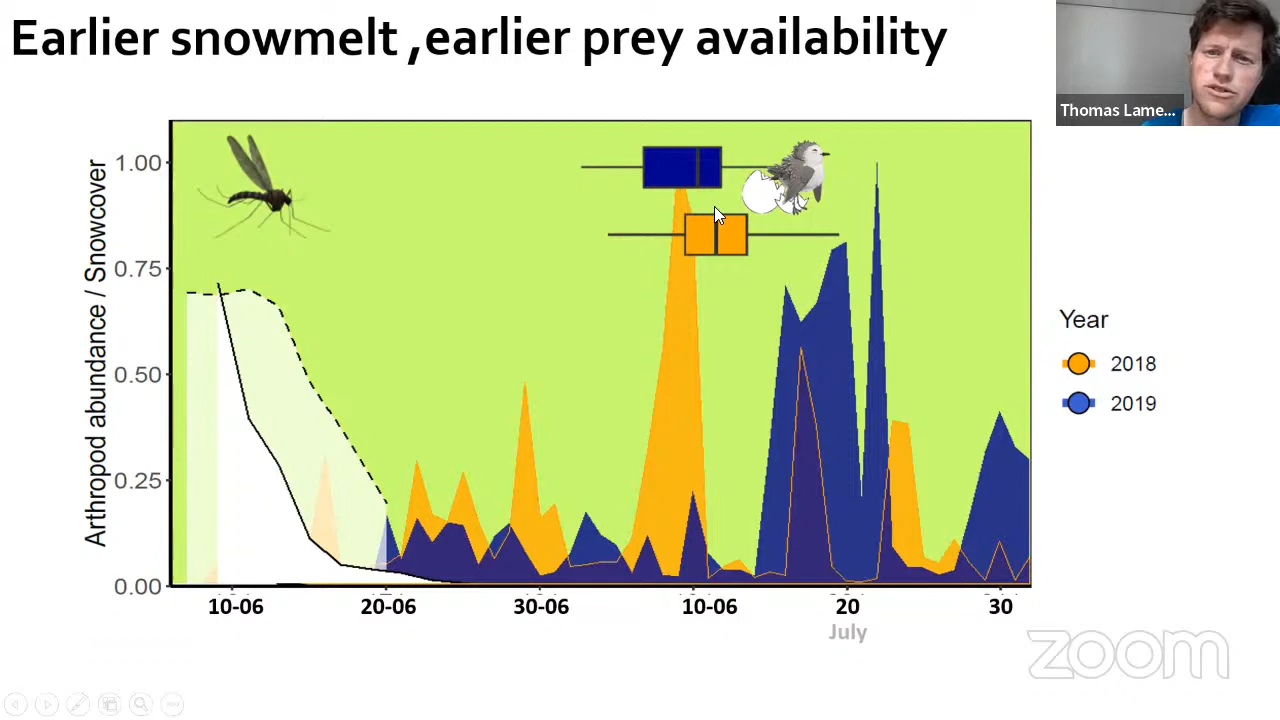 Earlier snowmelt ,earlier prey availability
Thomas Lame...
Arthropod abundance / Snowcover
1.00
0.75
0.50
0.25
0.00
10-06
20-06
30-06
10-06
20
30
July
Year
2018
2019
zoom